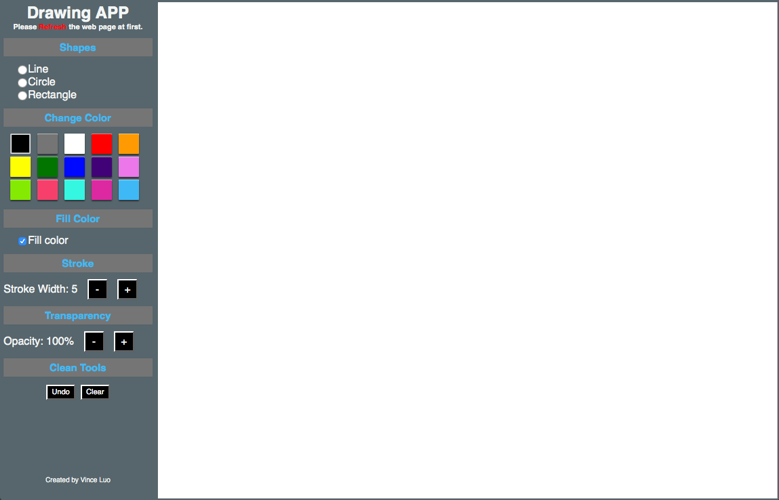 Drawing APP
Please the web page at first.
Shapes
Line
Circle
Rectangle
Change Color
Fill Color
Fill color
Stroke
Stroke Width: 5 - +
Transparency
Opacity: 100% - +
Clean Tools
Undo Clear
Created by Vince Luo